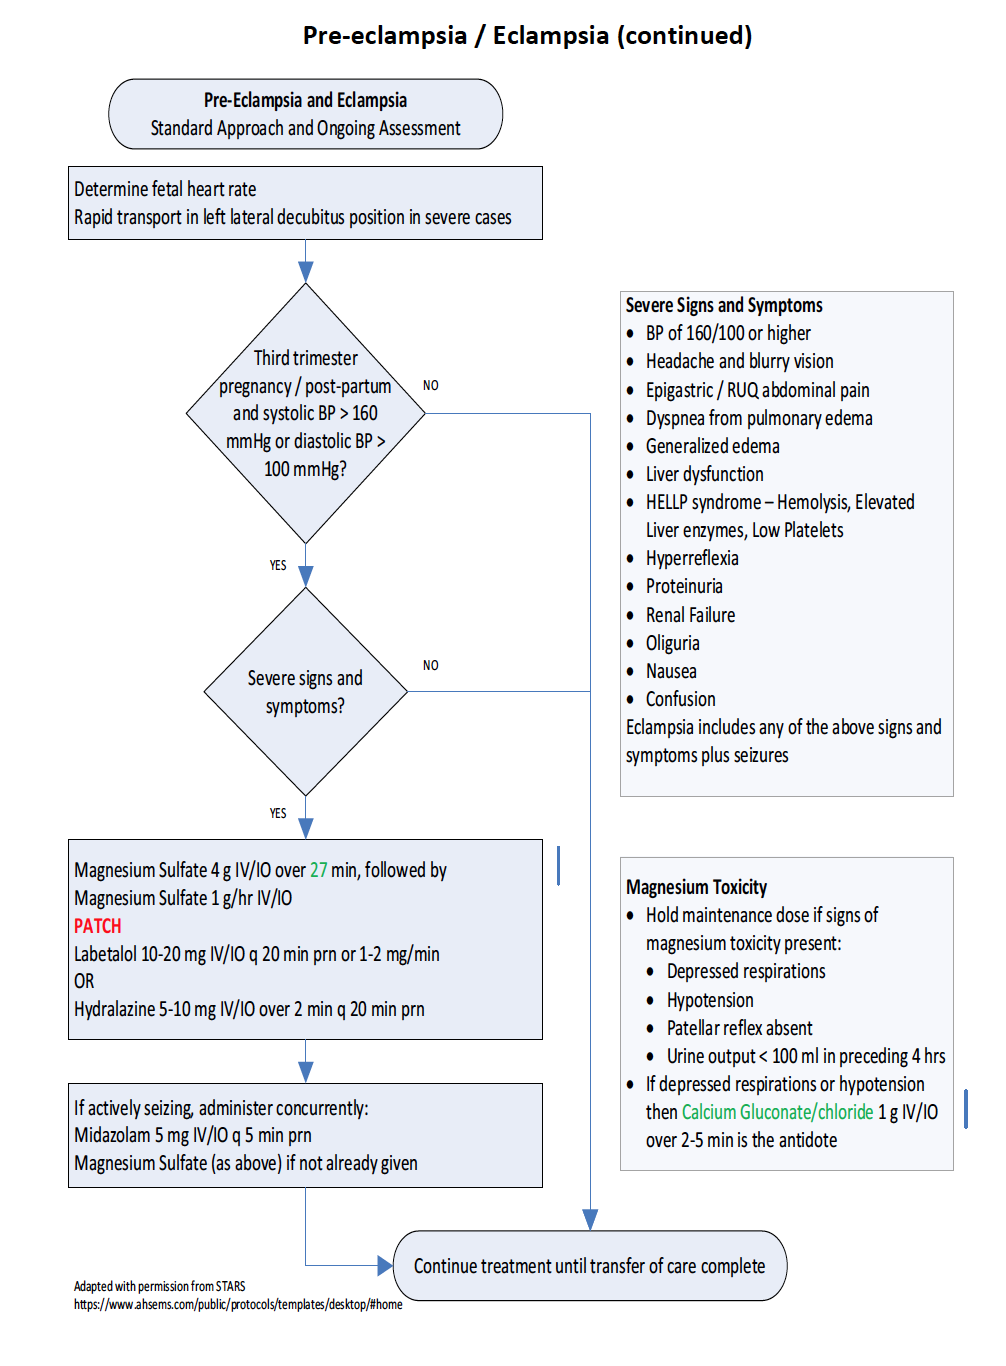 Pre-eclampsia / Eclampsia (continued)
Pre-Eclampsia and Eclampsia
Standard Approach and Ongoing Assessment
Determine fetal heart rate
Rapid transport in left lateral decubitus position in severe cases
Third trimester
pregnancy / post-partum
and systolic BP > 160
mmHg or diastolic BP >
100 mmHg?
NO
YES
Severe signs and
symptoms?
NO
YES
Magnesium Sulfate 4 g IV/IO over 27 min, followed by
Magnesium Sulfate 1 g/hr IV/IO
PATCH
Labetalol 10-20 mg IV/IO q 20 min prn or 1-2 mg/min
OR
Hydralazine 5-10 mg IV/IO over 2 min q 20 min prn
If actively seizing, administer concurrently:
Midazolam 5 mg IV/IO q 5 min prn
Magnesium Sulfate (as above) if not already given
Continue treatment until transfer of care complete
Severe Signs and Symptoms
• BP of 160/100 or higher
• Headache and blurry vision
• Epigastric / RUQ abdominal pain
• Dyspnea from pulmonary edema
• Generalized edema
• Liver dysfunction
• HELLP syndrome – Hemolysis, Elevated
Liver enzymes, Low Platelets
• Hyperreflexia
• Proteinuria
• Renal Failure
• Oliguria
• Nausea
• Confusion
Eclampsia includes any of the above signs and
symptoms plus seizures
Magnesium Toxicity
• Hold maintenance dose if signs of
magnesium toxicity present:
• Depressed respirations
• Hypotension
• Patellar reflex absent
• Urine output < 100 ml in preceding 4 hrs
• If depressed respirations or hypotension
then Calcium Gluconate/chloride 1 g IV/IO
over 2-5 min is the antidote
Adapted with permission from STARS
https://www.ahsems.com/public/protocols/templates/desktop/#home